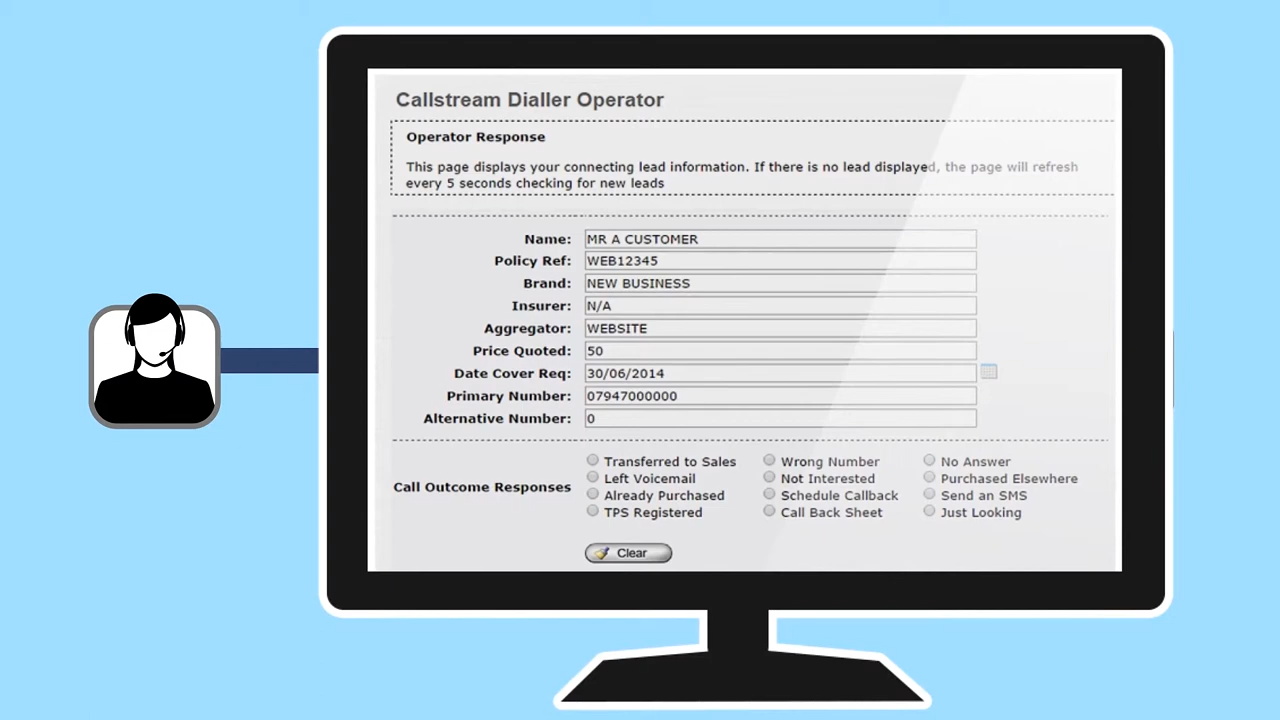 Callstream Dialler Operator
Operator Response
This page displays your connecting lead information. If there is no lead displayed, the page will refresh
every 5 seconds checking for new leads
Name: MR A CUSTOMER
Policy Ref: WEB12345
Brand: NEW BUSINESS
Insurer: N/A
Aggregator: WEBSITE
Price Quoted: 50
Date Cover Req: 30/06/2014
Primary Number: 07947000000
Alternative Number: 0
Call Outcome Responses
Transferred to Sales Wrong Number No Answer
Left Voicemail Not Interested Purchased Elsewhere
Already Purchased Schedule Callback Send an SMS
TPS Registered Call Back Sheet Just Looking
Clear